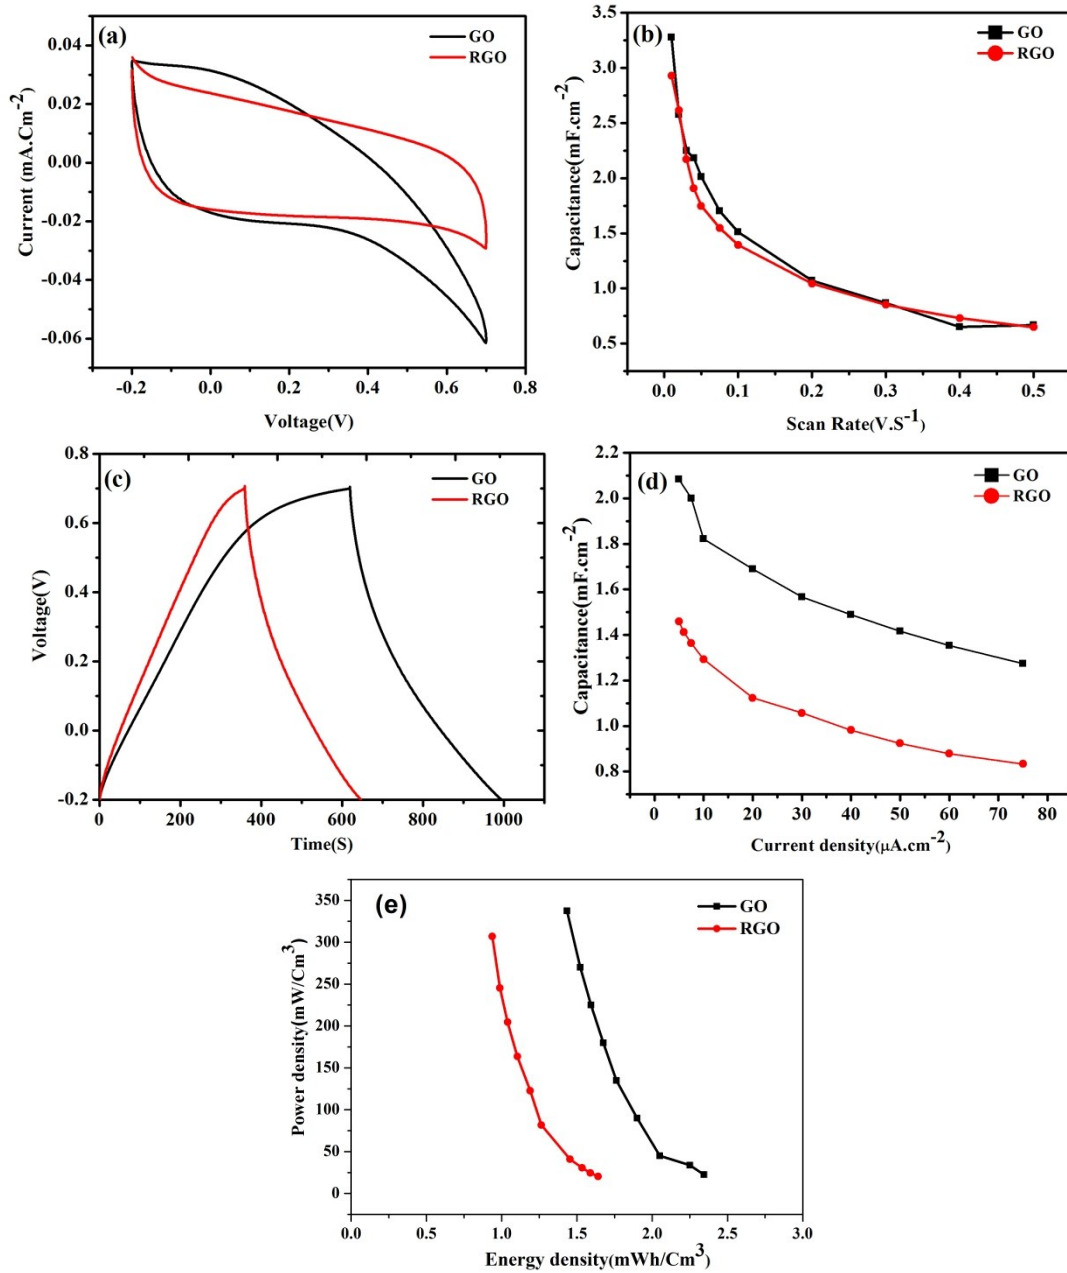 (a)
GO
RGO
0.04
0.02
0.00
-0.02
-0.04
-0.06
Current (mA.Cm-2)
-0.2 0.0 0.2 0.4 0.6 0.8
Voltage(V)
(b)
GO
RGO
3.5
3.0
2.5
2.0
1.5
1.0
0.5
Capacitance(mF.cm-2)
0.0 0.1 0.2 0.3 0.4 0.5
Scan Rate(V.S-1)
(c)
GO
RGO
0.8
0.6
0.4
0.2
0.0
-0.2
Voltage(V)
0 200 400 600 800 1000
Time(S)
(d)
GO
RGO
2.2
2.0
1.8
1.6
1.4
1.2
1.0
0.8
Capacitance(mF.cm-2)
0 10 20 30 40 50 60 70 80
Current density(μA.cm-2)
(e)
GO
RGO
350
300
250
200
150
100
50
0
Power density(mW/Cm3)
0.0 0.5 1.0 1.5 2.0 2.5 3.0
Energy density(mWh/Cm3)